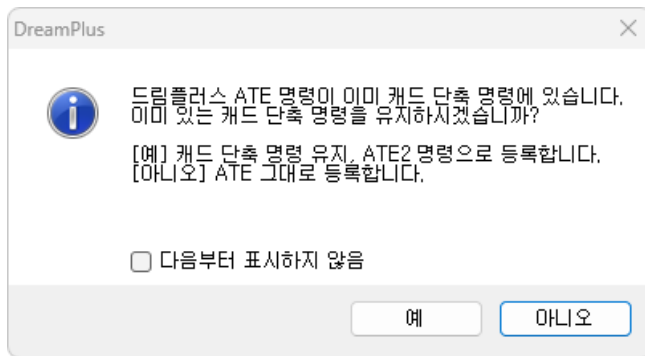 DreamPlus
드림플러스 ATE 명령이 이미 캐드 단축 명령에 있습니다.
이미 있는 캐드 단축 명령을 유지하시겠습니까?
[예] 캐드 단축 명령 유지, ATE2 명령으로 등록합니다.
[아니오] ATE 그대로 등록합니다.
다음부터 표시하지 않음
예
아니오